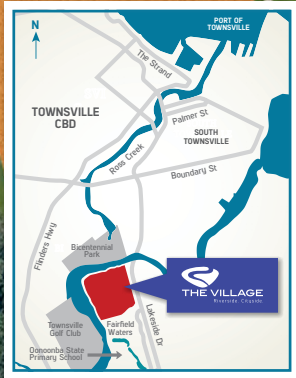 N
PORT OF
TOWNSVILLE
The Strand
TOWNSVILLE
CBD
Palmer St
SOUTH
TOWNSVILLE
Ross Creek
Boundary St
Flinders Hwy
Bicentennial
Park
THE VILLAGE
Riverside. Cityside.
Lakeside Dr
Townsville
Golf Club
Fairfield
Waters
Oonoonba State
Primary School